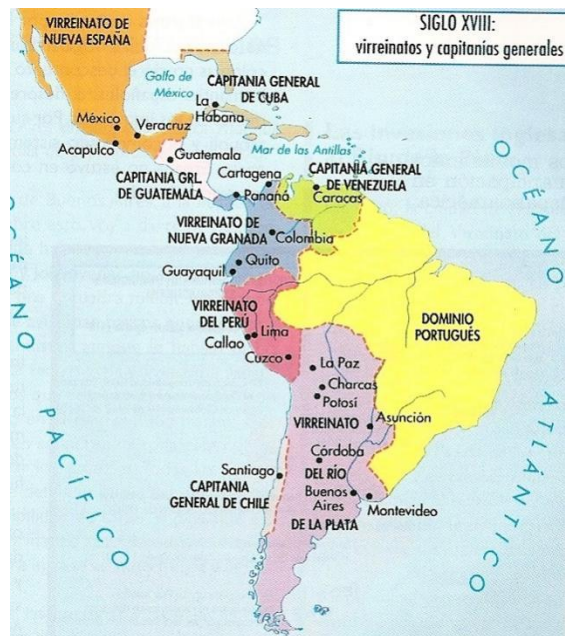 VIRREINATO DE
NUEVA ESPAÑA
SIGLO XVIII:
virreinatos y capitanías generales
Golfo de
México
CAPITANIA GENERAL
DE CUBA
La
Habana
México
Veracruz
Acapulco
Guatemala
Mar de las Antillas
CAPITANÍA GRL.
DE GUATEMALA
Cartagena
Pananá
CAPITANÍA GENERAL
DE VENEZUELA
Caracas
VIRREINATO
DE NUEVA GRANADA
Colombia
Quito
Guayaquil
VIRREINATO
DEL PERÚ
Lima
Callao
Cuzco
DOMINIO
PORTUGUÉS
La Paz
Charcas
Potosí
VIRREINATO
Asunción
Córdoba
DEL RÍO
Santiago
CAPITANIA
GENERAL DE CHILE
Buenos
Aires
Montevideo
DE LA PLATA
OCÉANO
PACÍFICO
OCÉANO
ATLÁNTICO